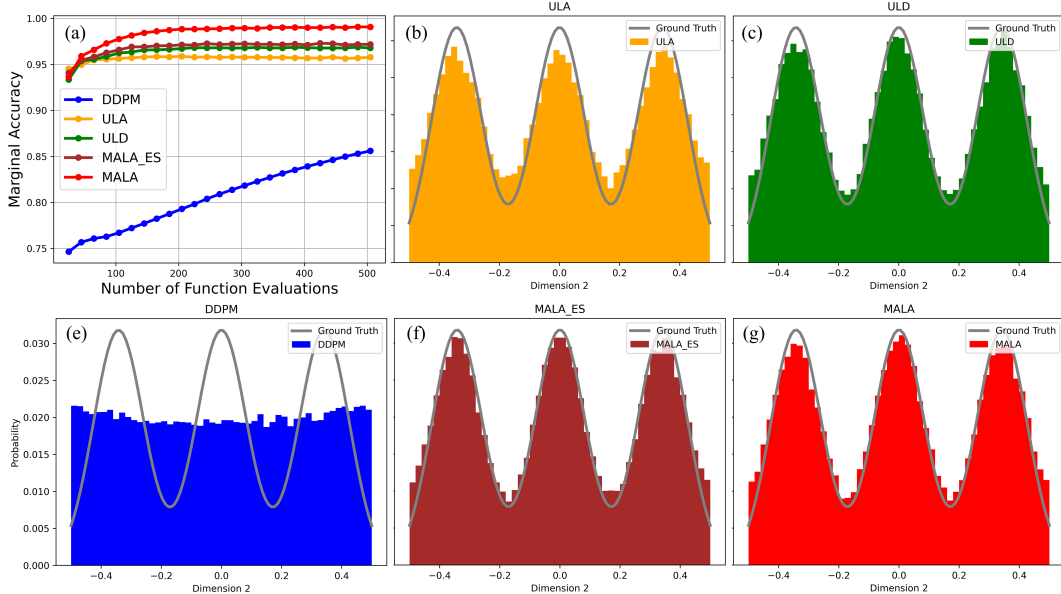 (a)
1.00
0.95
0.90
0.85
0.80
0.75
Marginal Accuracy
DDPM
ULA
ULD
MALA_ES
MALA
100
200
300
400
500
Number of Function Evaluations
ULA
(b)
Ground Truth
ULA
−0.4
−0.2
0.0
0.2
0.4
Dimension 2
ULD
(c)
Ground Truth
ULD
−0.4
−0.2
0.0
0.2
0.4
Dimension 2
DDPM
(e)
Ground Truth
DDPM
0.030
0.025
0.020
0.015
0.010
0.005
0.000
Probability
−0.4
−0.2
0.0
0.2
0.4
Dimension 2
MALA_ES
(f)
Ground Truth
MALA_ES
−0.4
−0.2
0.0
0.2
0.4
Dimension 2
MALA
(g)
Ground Truth
MALA
−0.4
−0.2
0.0
0.2
0.4
Dimension 2